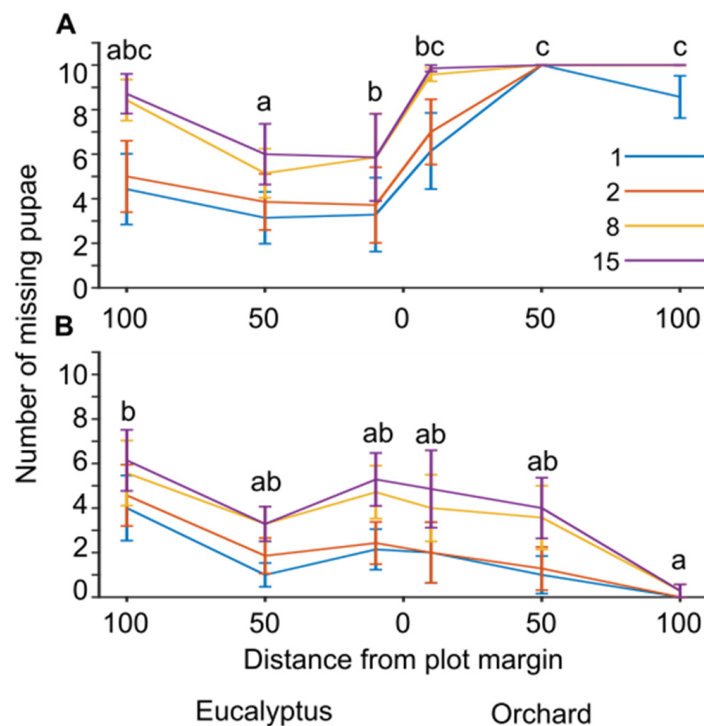 A
abc
a
b
bc
c
c
10
8
6
4
2
0
1
2
8
15
100
50
0
50
100
Number of missing pupae
B
b
ab
ab
ab
ab
a
10
8
6
4
2
0
100
50
0
50
100
Distance from plot margin
Eucalyptus
Orchard